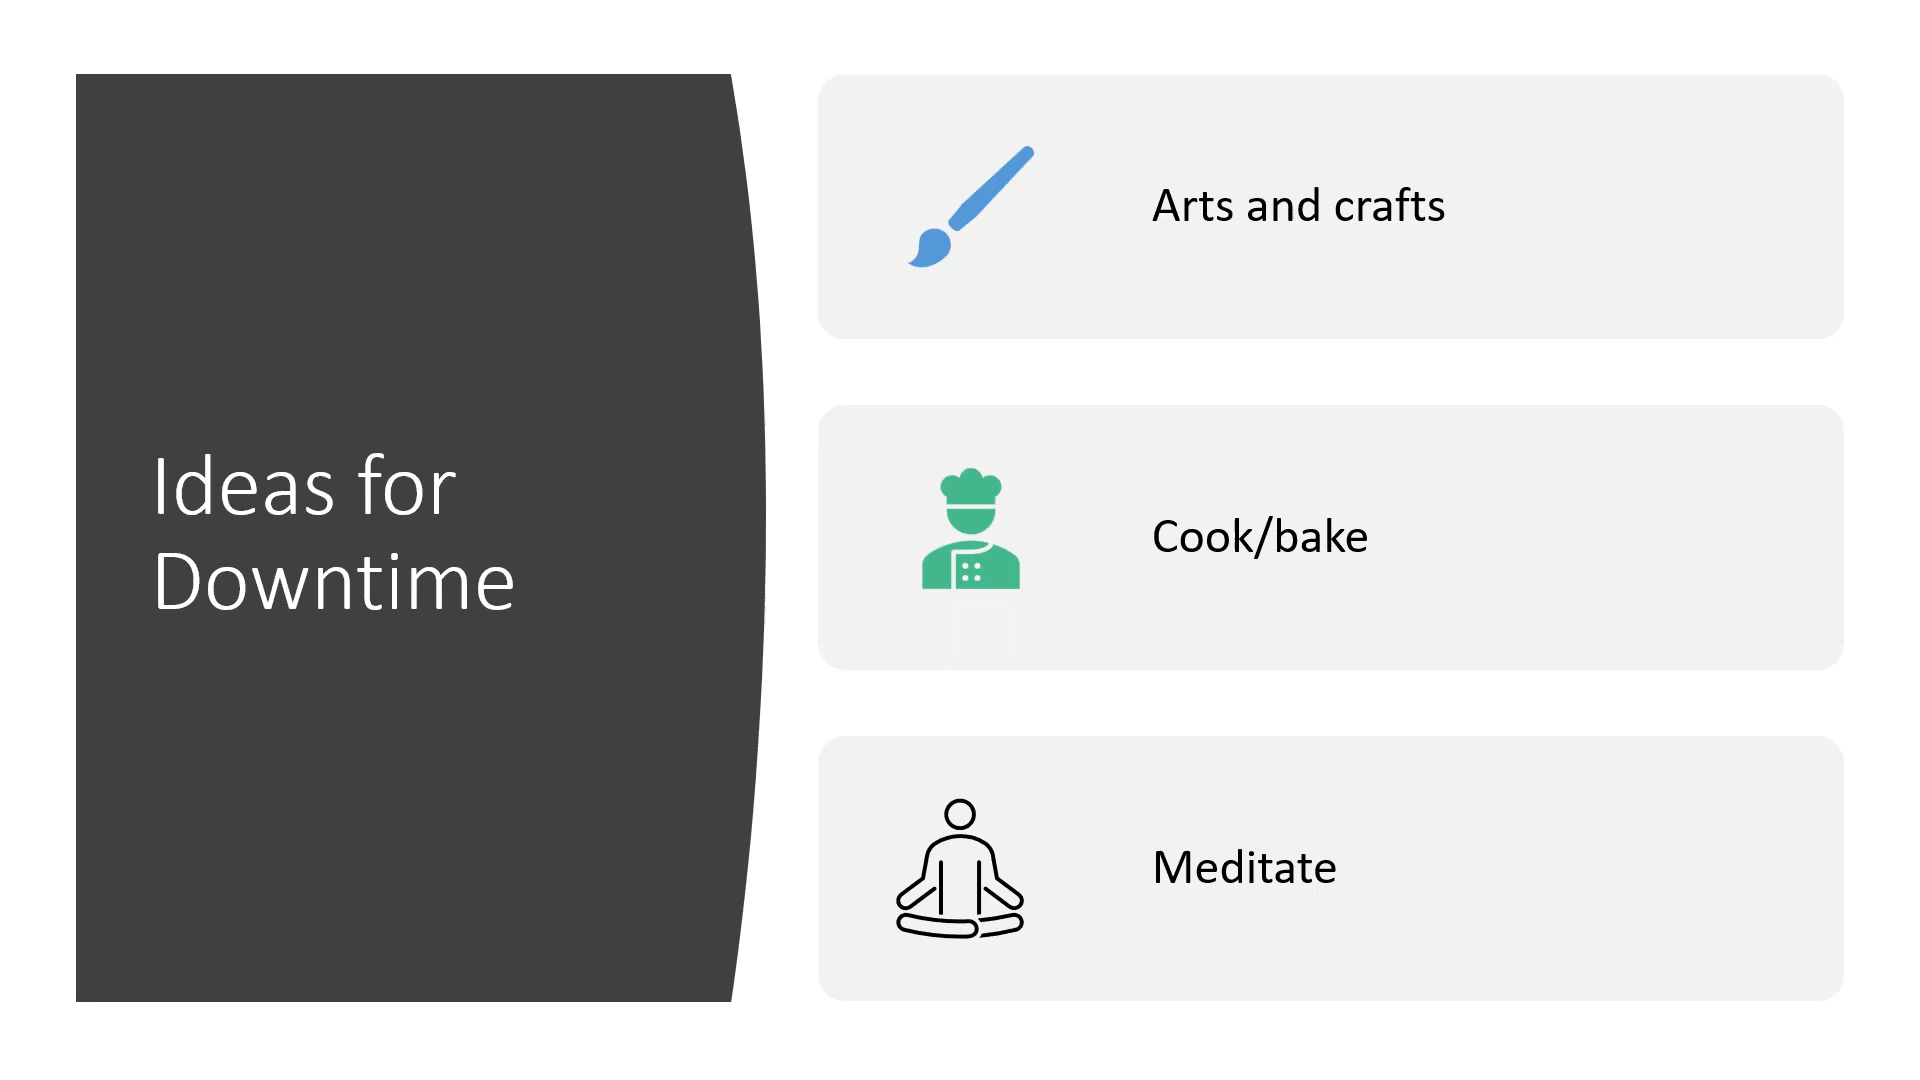 Ideas for
Downtime
Arts and crafts
Cook/bake
Meditate